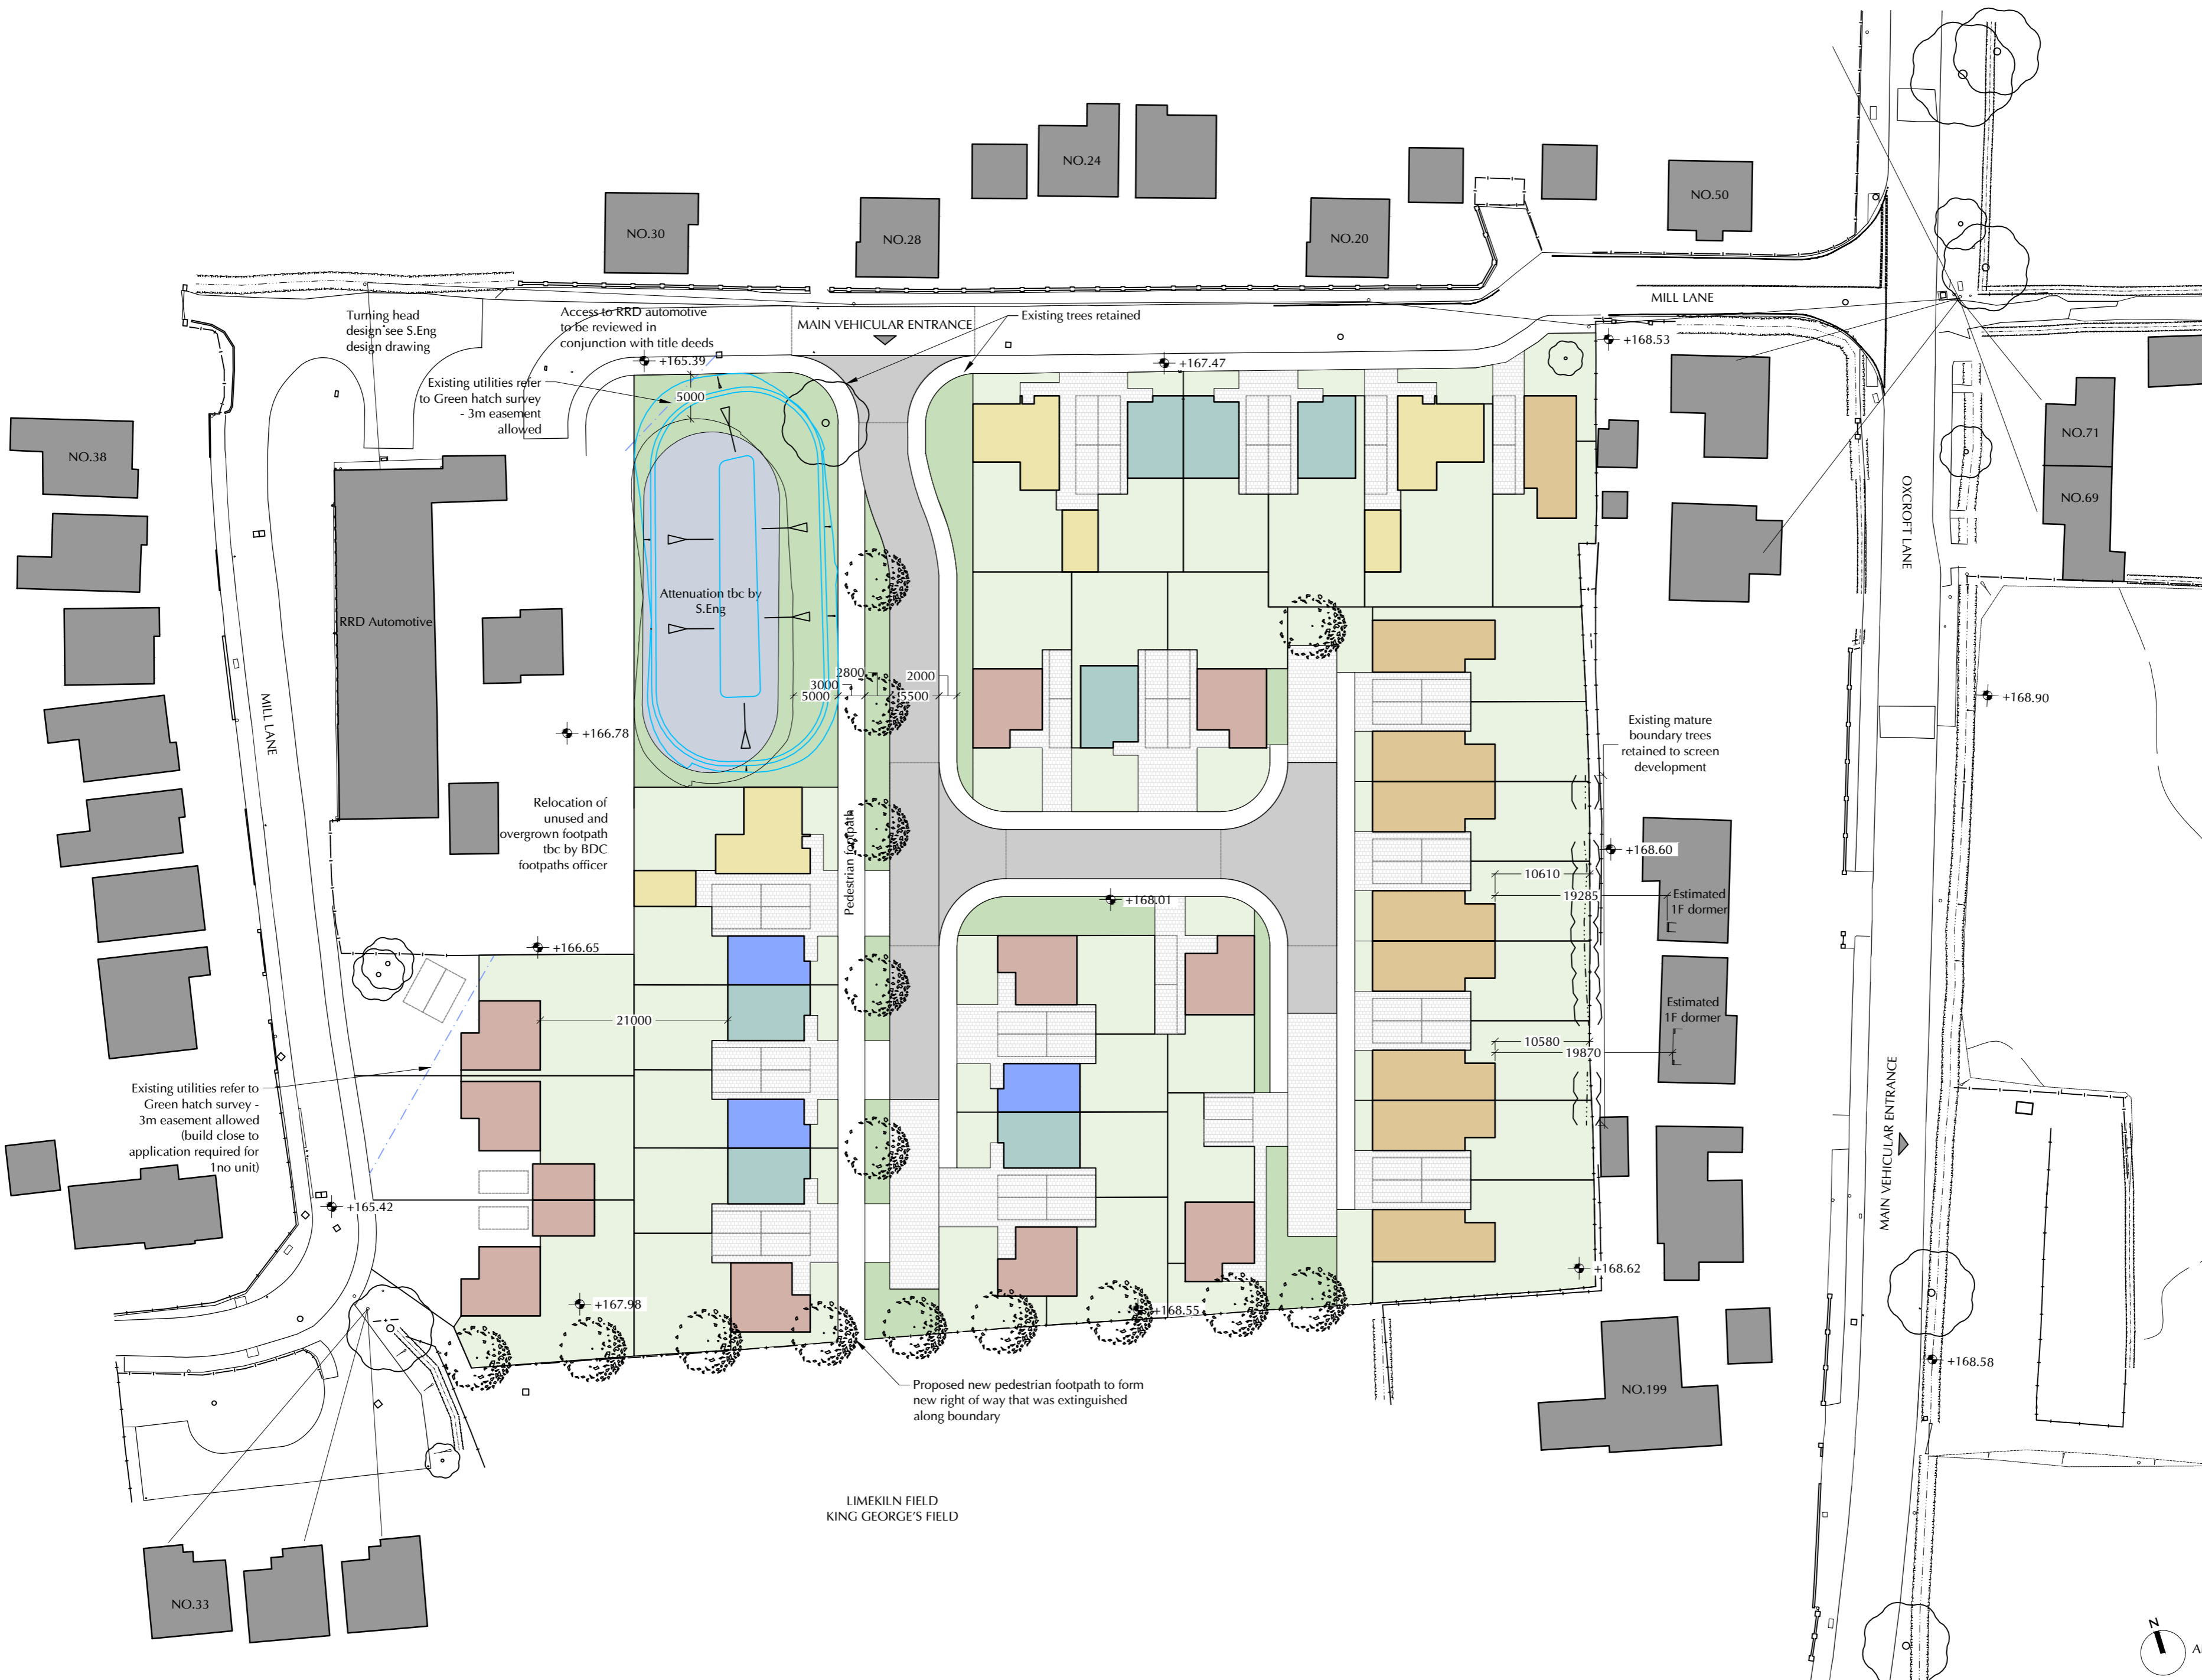 NO.24
NO.50
NO.30
NO.28
NO.20
MILL LANE
Turning head
design see S.Eng
design drawing
Access to RRD automotive
to be reviewed in
conjunction with title deeds
MAIN VEHICULAR ENTRANCE
Existing trees retained
+168.53
+165.39
+167.47
Existing utilities refer
to Green hatch survey
- 3m easement
allowed
5000
NO.38
NO.71
NO.69
OXCROFT LANE
Attenuation tbc by
S.Eng
RRD Automotive
2800
3000
2000
5000
5500
MILL LANE
+166.78
+168.90
Existing mature
boundary trees
retained to screen
development
Relocation of
unused and
overgrown footpath
tbc by BDC
footpaths officer
Pedestrian footpath
+168.60
10610
19285
Estimated
1F dormer
+168.01
+166.65
21000
Estimated
1F dormer
10580
19870
Existing utilities refer to
Green hatch survey -
3m easement allowed
(build close to
application required for
1no unit)
MAIN VEHICULAR ENTRANCE
+165.42
+167.98
+168.55
+168.62
+168.58
Proposed new pedestrian footpath to form
new right of way that was extinguished
along boundary
NO.199
LIMEKILN FIELD
KING GEORGE'S FIELD
NO.33
N
A